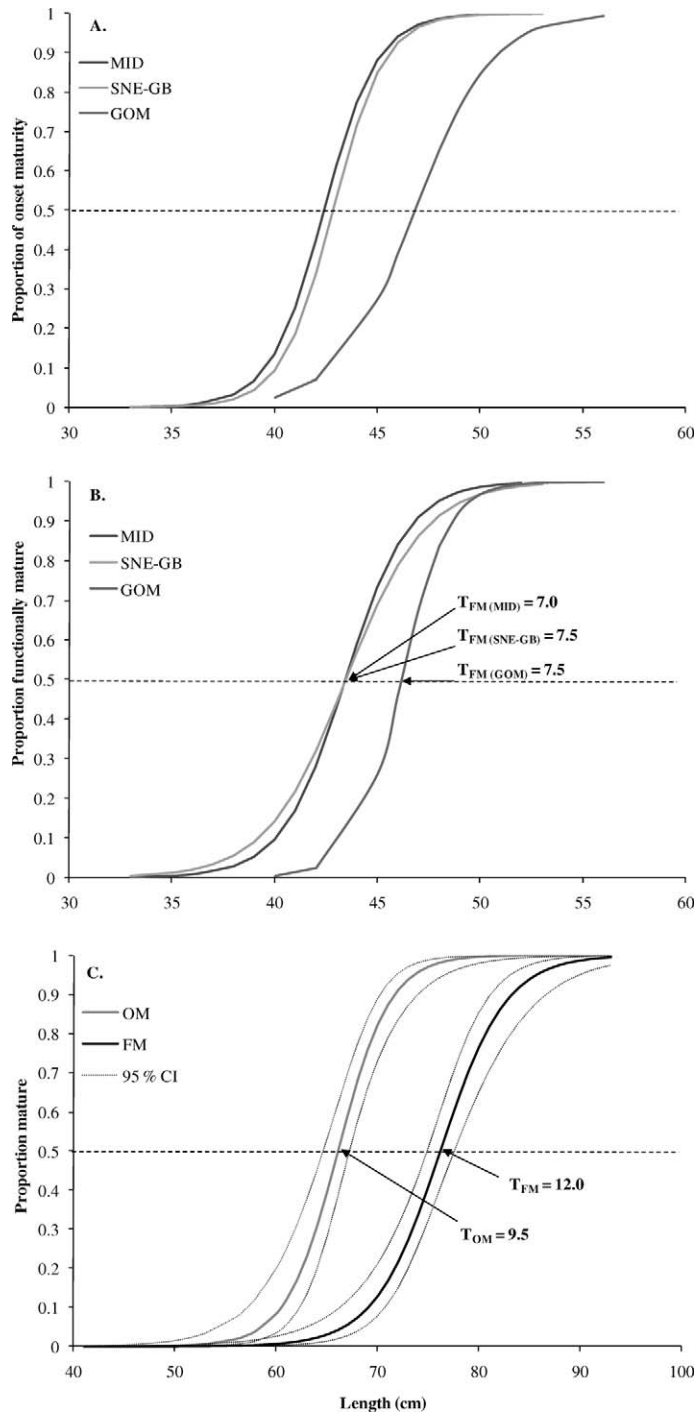 A.
MID
SNE-GB
GOM
Proportion of onset maturity
1
0.9
0.8
0.7
0.6
0.5
0.4
0.3
0.2
0.1
0
30 35 40 45 50 55 60
B.
MID
SNE-GB
GOM
Proportion functionally mature
1
0.9
0.8
0.7
0.6
0.5
0.4
0.3
0.2
0.1
0
T FM (MID) = 7.0
T FM (SNE-GB) = 7.5
T FM (GOM) = 7.5
30 35 40 45 50 55 60
C.
OM
FM
95 % CI
Proportion mature
1
0.9
0.8
0.7
0.6
0.5
0.4
0.3
0.2
0.1
0
T FM = 12.0
T OM = 9.5
40 50 60 70 80 90 100
Length (cm)